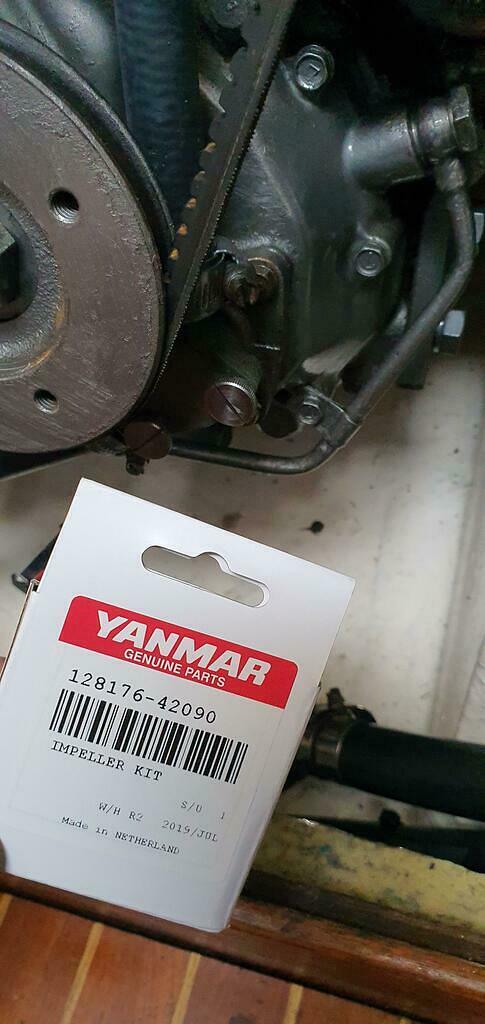 YANMAR
GENUINE PARTS
128176-42090
IMPELLER KIT
S/U 1
W/H R2 2019/JUL
Made in NETHERLAND